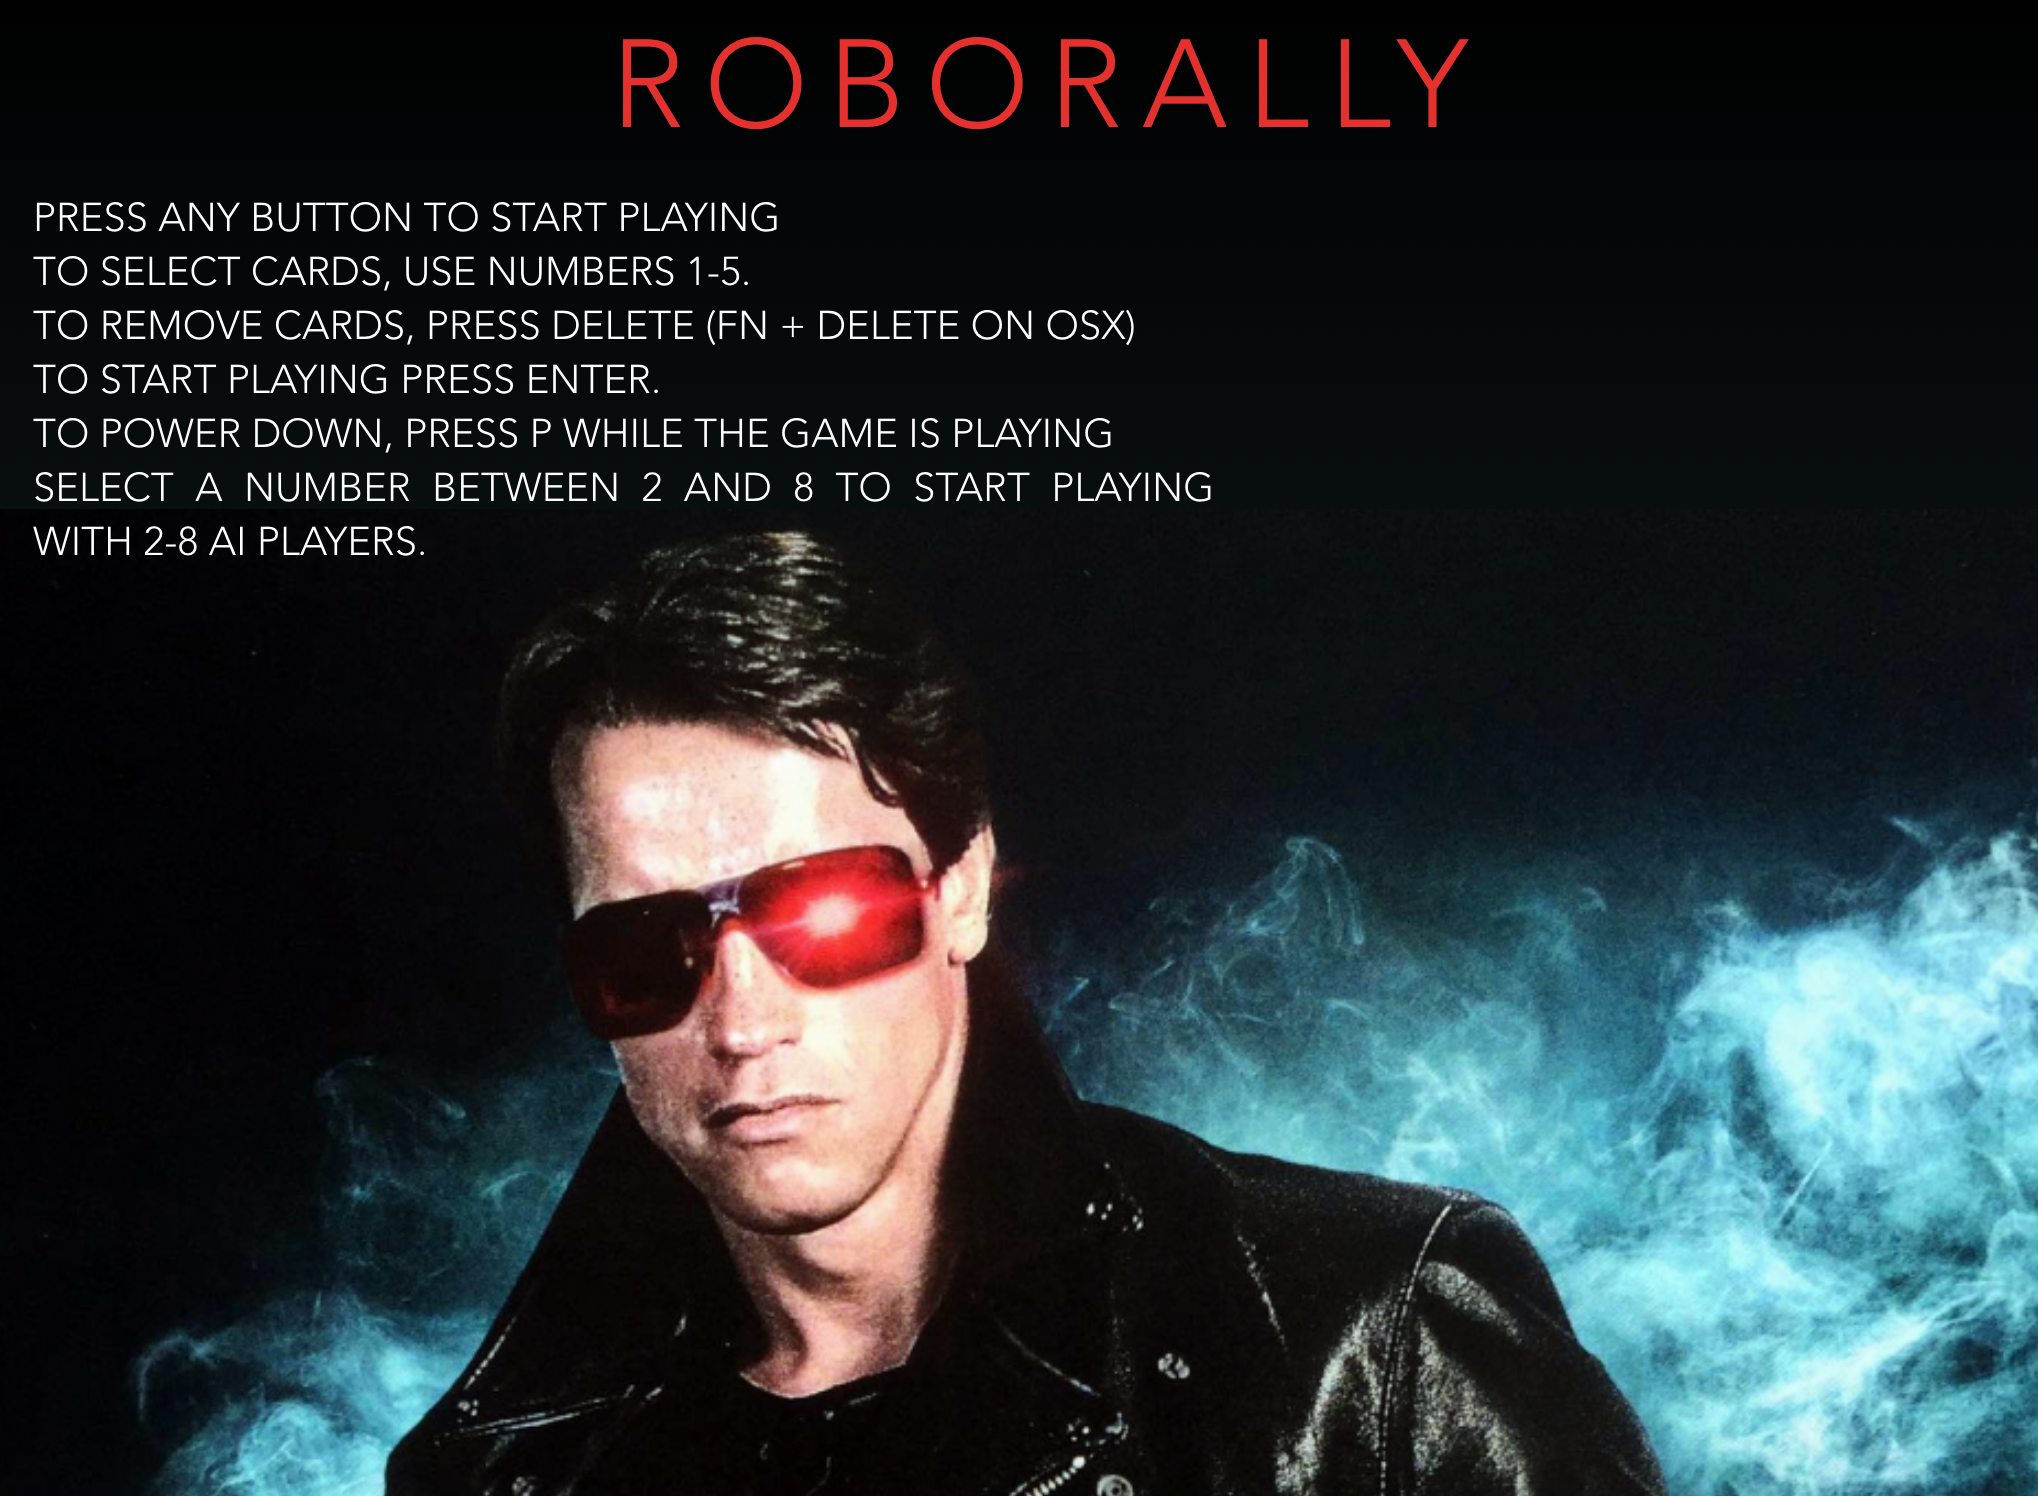 ROBORALLY
PRESS ANY BUTTON TO START PLAYING
TO SELECT CARDS, USE NUMBERS 1-5.
TO REMOVE CARDS, PRESS DELETE (FN + DELETE ON OSX)
TO START PLAYING PRESS ENTER.
TO POWER DOWN, PRESS P WHILE THE GAME IS PLAYING
SELECT A NUMBER BETWEEN 2 AND 8 TO START PLAYING
WITH 2-8 AI PLAYERS.